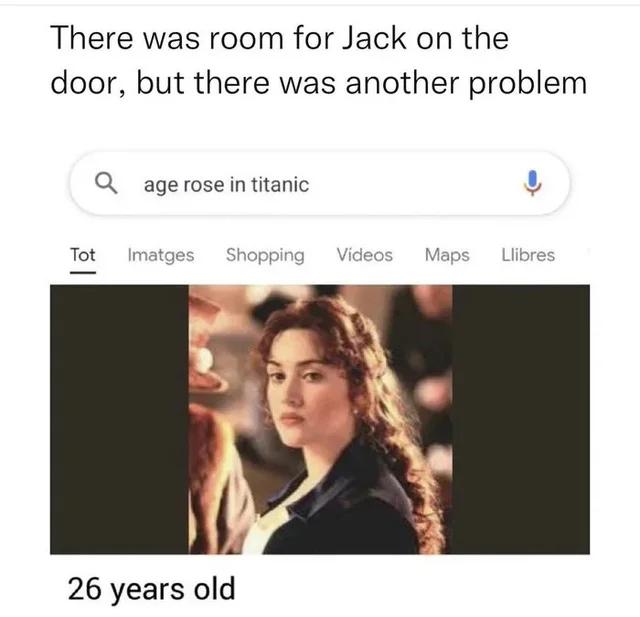 There was room for Jack on the
door, but there was another problem
age rose in titanic
Tot Imatges Shopping Vídeos Maps Llibres
26 years old